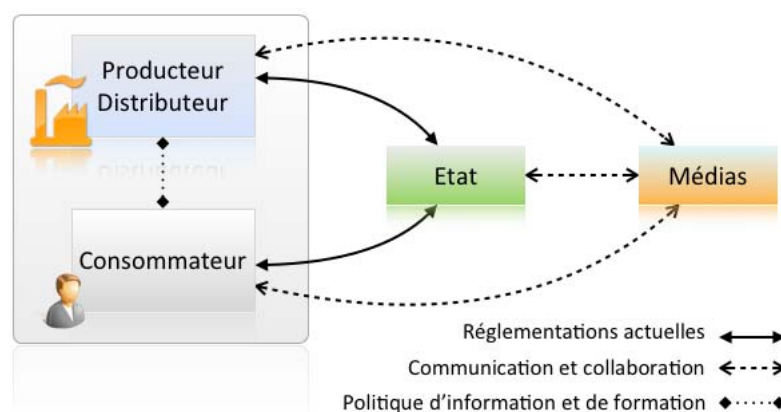 Producteur
Distributeur
Etat
Médias
Consommateur
Réglementations actuelles
Communication et collaboration
Politique d'information et de formation